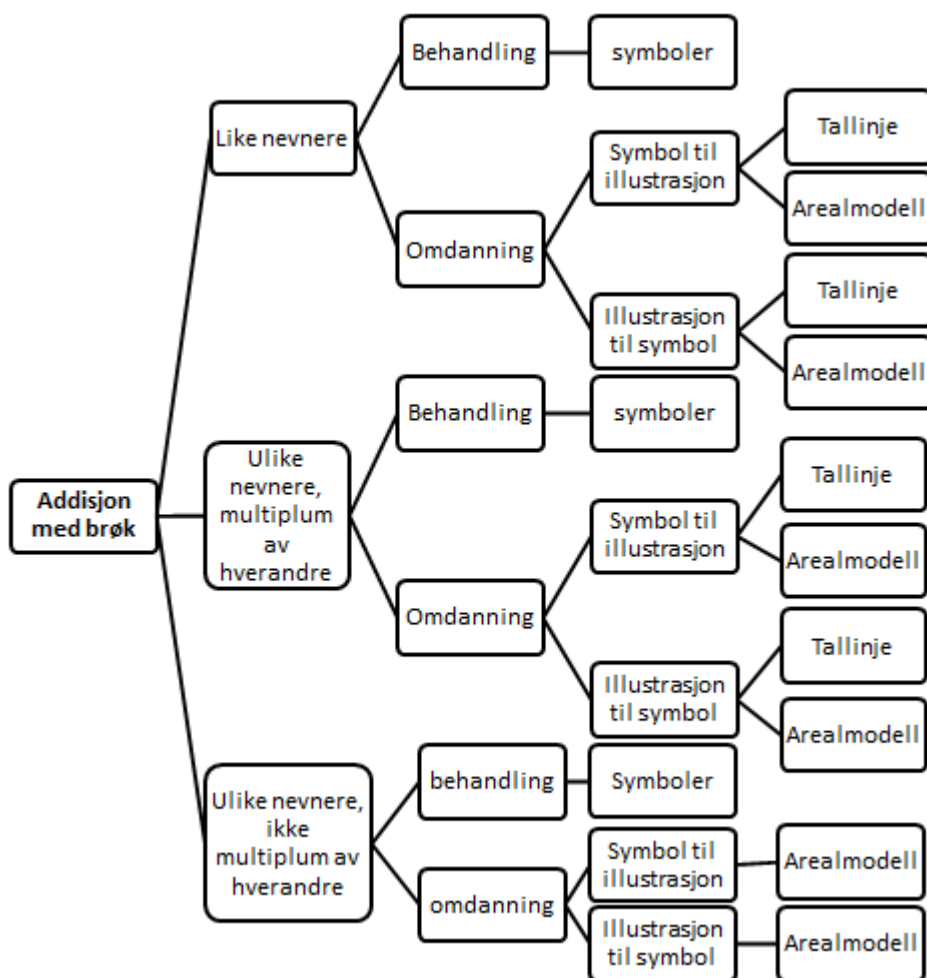 Addisjon
med brøk
Like nevnere
Behandling
symboler
Omdanning
Symbol til
illustrasjon
Tallinje
Arealmodell
Illustrasjon
til symbol
Tallinje
Arealmodell
Ulike
nevnere,
multiplum
av
hverandre
Behandling
symboler
Omdanning
Symbol til
illustrasjon
Tallinje
Arealmodell
Illustrasjon
til symbol
Tallinje
Arealmodell
Ulike nevnere,
ikke
multiplum av
hverandre
behandling
Symboler
omdanning
Symbol til
illustrasjon
Arealmodell
Illustrasjon
til symbol
Arealmodell